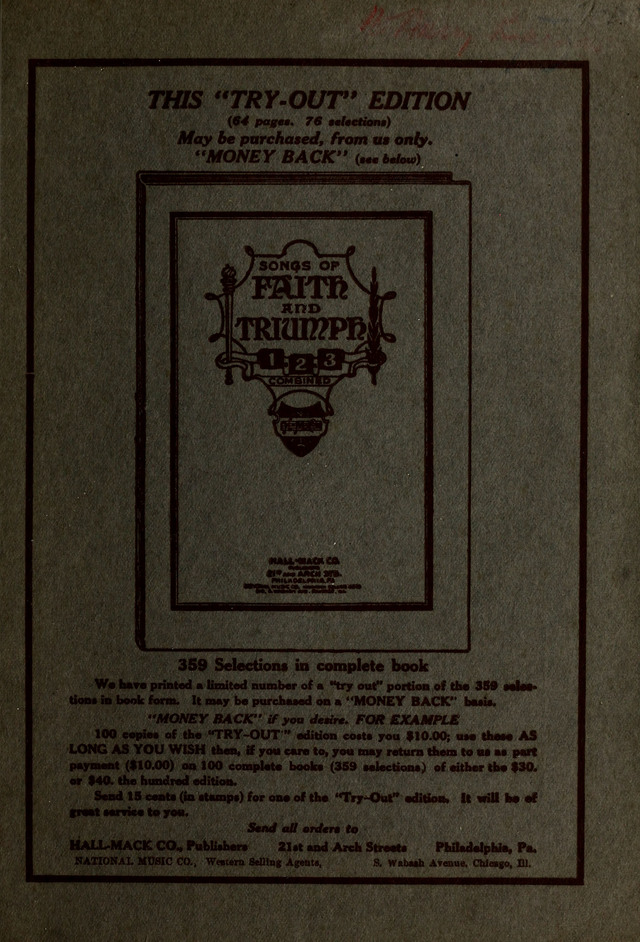 THIS "TRY-OUT" EDITION
(64 pages. 76 selections)
May be purchased, from us only.
"MONEY BACK" (see below)
SONGS OF
FAITH
AND
TRIUMPH
1 2 3
COMBINED
HALL-MACK CO.
21ST AND ARCH STS.
PHILADELPHIA, PA
359 Selections in complete book
We have printed a limited number of a "try out" portion of the 359 selec-
tions in book form. It may be purchased on a "MONEY BACK" basis.
"MONEY BACK" if you desire. FOR EXAMPLE
100 copies of the "TRY-OUT" edition costs you $10.00; use these AS
LONG AS YOU WISH then, if you care to, you may return them to us as part
payment ($10.00) on 100 complete books (359 selections) of either the $30.
or $40. the hundred edition.
Send 15 cents (in stamps) for one of the "Try-Out" edition. It will be of
great service to you.
Send all orders to
HALL-MACK CO., Publishers 21st and Arch Streets Philadelphia, Pa.
NATIONAL MUSIC CO., Western Selling Agents, S. Wabash Avenue, Chicago, Ill.